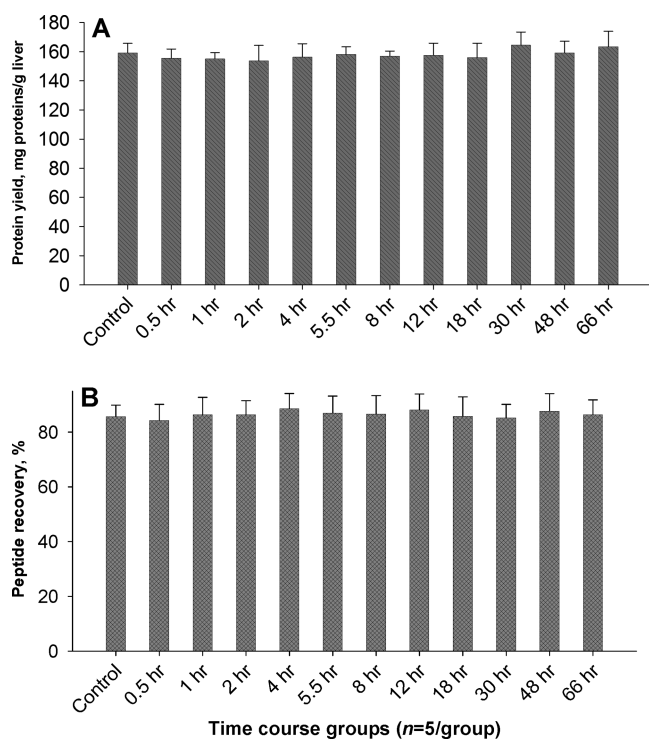 A
Protein yield, mg proteins/g liver
180
160
140
120
100
80
60
40
20
0
Control
0.5 hr
1 hr
2 hr
4 hr
5.5 hr
8 hr
12 hr
18 hr
30 hr
48 hr
66 hr
B
Peptide recovery, %
80
60
40
20
0
Control
0.5 hr
1 hr
2 hr
4 hr
5.5 hr
8 hr
12 hr
18 hr
30 hr
48 hr
66 hr
Time course groups (n=5/group)